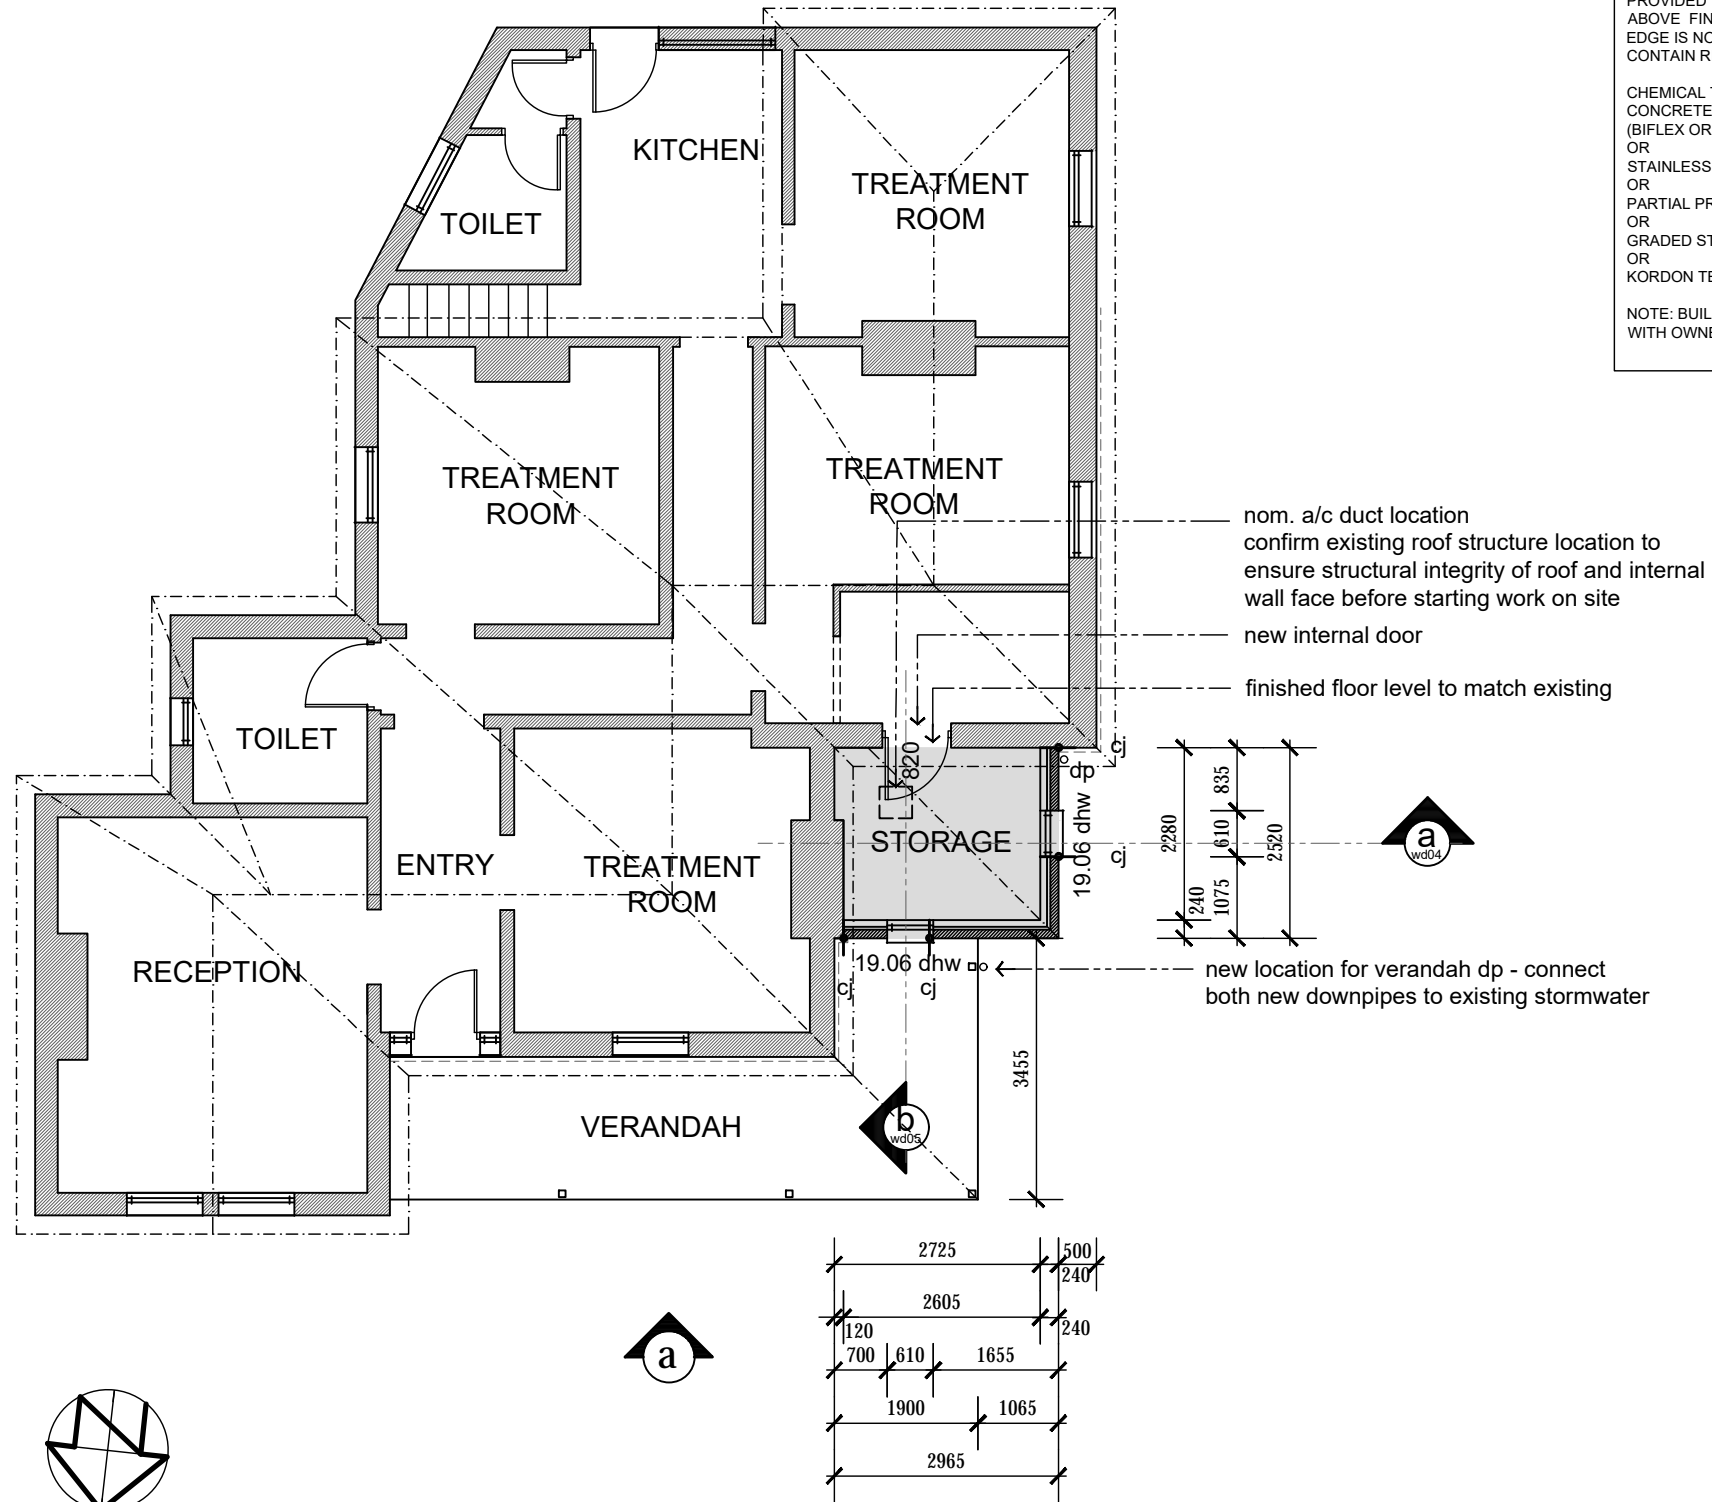 PROVIDED
CONTAIN R
CHEMICAL
CONCRETE
(BIFLEX OR
OR
STAINLESS
OR
PARTIAL PR
OR
GRADED ST
OR
KORDON TE
NOTE: BUIL
WITH OWNE
ABOVE FIN
EDGE IS NO
KITCHEN
TREATMENT
ROOM
TOILET
TREATMENT
ROOM
TREATMENT
ROOM
nom. a/c duct location
confirm existing roof structure location to
ensure structural integrity of roof and internal
wall face before starting work on site
new internal door
finished floor level to match existing
TOILET
820
cj
dp
STORAGE
19.06 dhw
cj
2280
240
835
610
1075
2520
a
wd04
ENTRY
TREATMENT
ROOM
RECEPTION
19.06 dhw
cj
cj
new location for verandah dp - connect
both new downpipes to existing stormwater
3455
VERANDAH
b
wd05
2725
500
240
2605
120
240
a
700
610
1655
1900
1065
2965